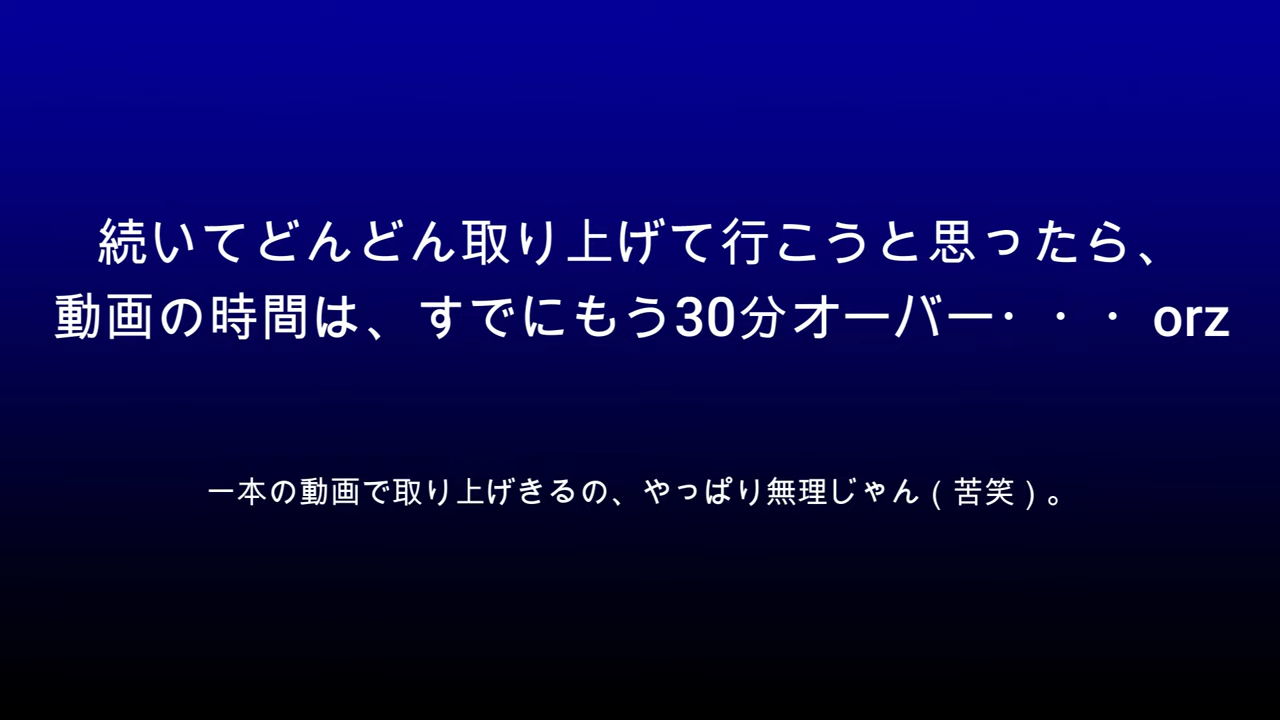 続いてどんどん取り上げて行こうと思ったら、
動画の時間は、すでにもう30分オーバー・・・ orz
一本の動画で取り上げきるの、やっぱり無理じゃん（苦笑）。